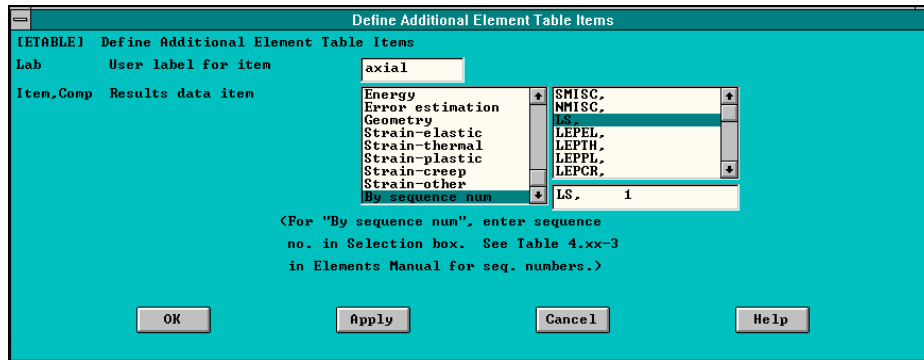 Define Additional Element Table Items
[ETABLE] Define Additional Element Table Items
Lab User label for item axial
Item,Comp Results data item
Energy
Error estimation
Geometry
Strain-elastic
Strain-thermal
Strain-plastic
Strain-creep
Strain-other
By sequence num
SMISC,
NMISC,
LS,
LEPEL,
LEPTH,
LEPPL,
LEPCR,
LS, 1
(For "By sequence num", enter sequence
no. in Selection box. See Table 4.xx-3
in Elements Manual for seq. numbers.)
OK Apply Cancel Help